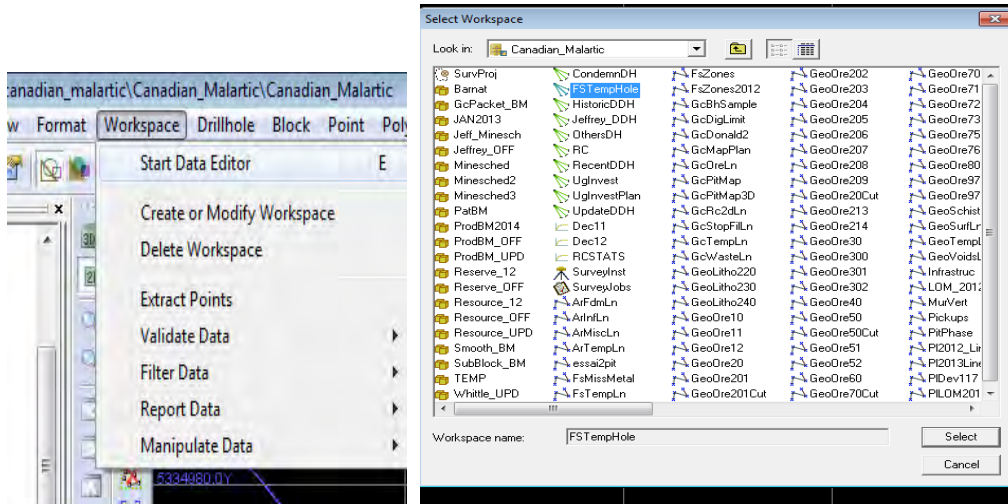 canadian_malartic\Canadian_Malartic\Canadian_Malartic
w Format Workspace Drillhole Block Point Poly
Start Data Editor E
Create or Modify Workspace
Delete Workspace
Extract Points
Validate Data
Filter Data
Report Data
Manipulate Data
5334980.0Y
Select Workspace
Look in: Canadian_Malartic
SurvProj CondemnDH FsZones GeoOre202 GeoOre70
Barnat FSTempHole FsZones2012 GeoOre203 GeoOre71
GcPacket_BM HistoricDDH GcBhSample GeoOre204 GeoOre72
JAN2013 Jeffrey_DDH GcDigLimit GeoOre205 GeoOre73
Jeff_Minesch OthersDH GcDonald2 GeoOre206 GeoOre75
Jeffrey_OFF RC GcMapPlan GeoOre207 GeoOre76
Minesched RecentDDH GcOreLn GeoOre208 GeoOre80
Minesched2 UgInvest GcPitMap GeoOre209 GeoOre97
Minesched3 UgInvestPlan GcPitMap3D GeoOre20Cut GeoOre97
PatBM UpdateDDH GcRc2dLn GeoOre213 GeoSchist
ProdBM2014 Dec11 GcStopFilLn GeoOre214 GeoSurfLr
ProdBM_OFF Dec12 GcTempLn GeoOre30 GeoTempL
ProdBM_UPD RCSTATS GcWasteLn GeoOre300 GeoVoidsL
Reserve_12 SurveyInst GeoLitho220 GeoOre301 Infrastruc
Reserve_OFF SurveyJobs GeoLitho230 GeoOre302 LOM_2012
Resource_12 ArFdmLn GeoLitho240 GeoOre40 MurVert
Resource_OFF ArInfLn GeoOre10 GeoOre50 Pickups
Resource_UPD ArMiscLn GeoOre11 GeoOre50Cut PitPhase
Smooth_BM ArTempLn GeoOre12 GeoOre51 Pl2012_Lir
SubBlock_BM essai2pit GeoOre20 GeoOre52 Pl2013Line
TEMP FsMissMetal GeoOre201 GeoOre60 PlDev117
Whittle_UPD FsTempLn GeoOre201Cut GeoOre70Cut PlLOM201
Workspace name: FSTempHole Select
Cancel